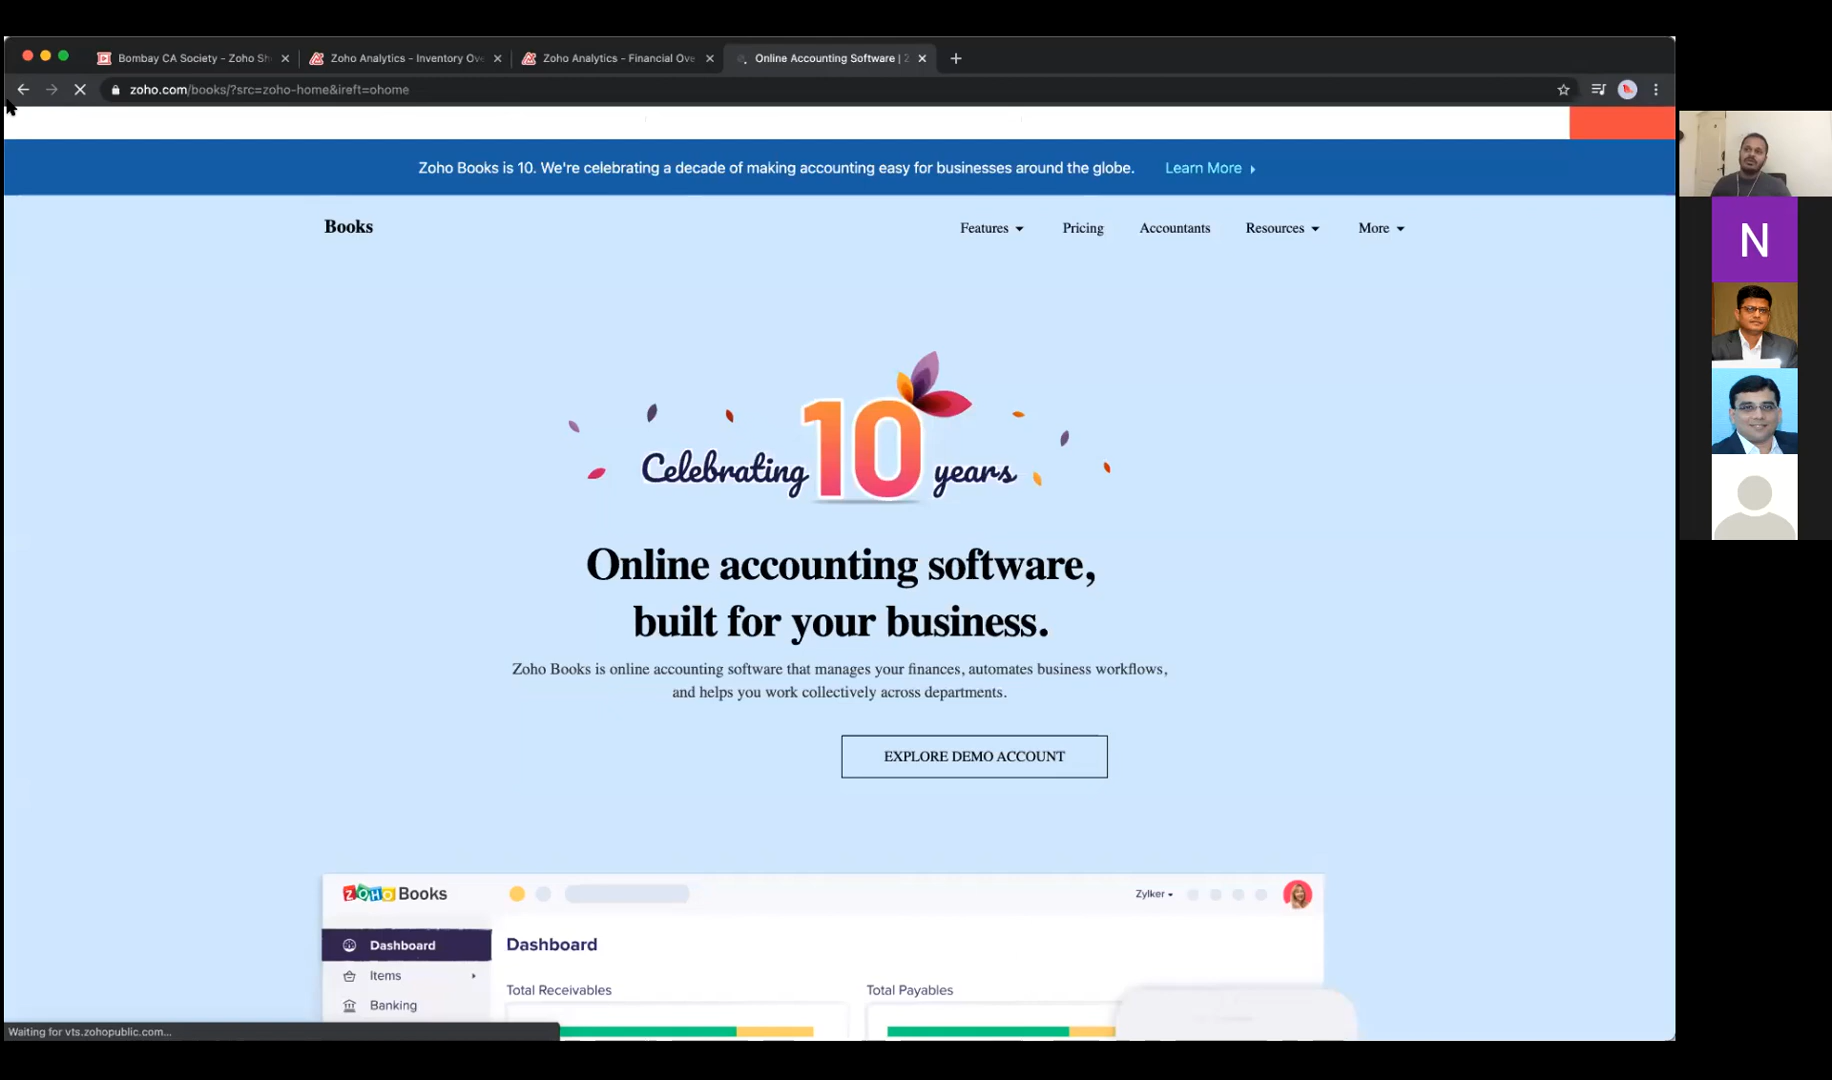 Bombay CA Society - Zoho Sh
Zoho Analytics - Inventory Ove
Zoho Analytics - Financial Ove
Online Accounting Software | Z
zoho.com/books/?src=zoho-home&ireft=ohome
Zoho Books is 10. We're celebrating a decade of making accounting easy for businesses around the globe. Learn More
Books
Features
Pricing
Accountants
Resources
More
N
Celebrating 10 years
Online accounting software,
built for your business.
Zoho Books is online accounting software that manages your finances, automates business workflows,
and helps you work collectively across departments.
EXPLORE DEMO ACCOUNT
ZOHO Books
Zylker
Dashboard
Dashboard
Items
Total Receivables
Total Payables
Banking
Waiting for vts.zohopublic.com...